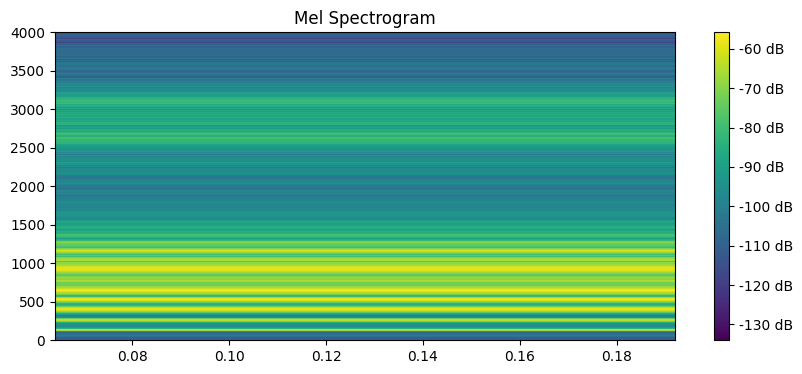 Mel Spectrogram
4000
3500
3000
2500
2000
1500
1000
500
0
0.08 0.10 0.12 0.14 0.16 0.18
-60 dB
-70 dB
-80 dB
-90 dB
-100 dB
-110 dB
-120 dB
-130 dB